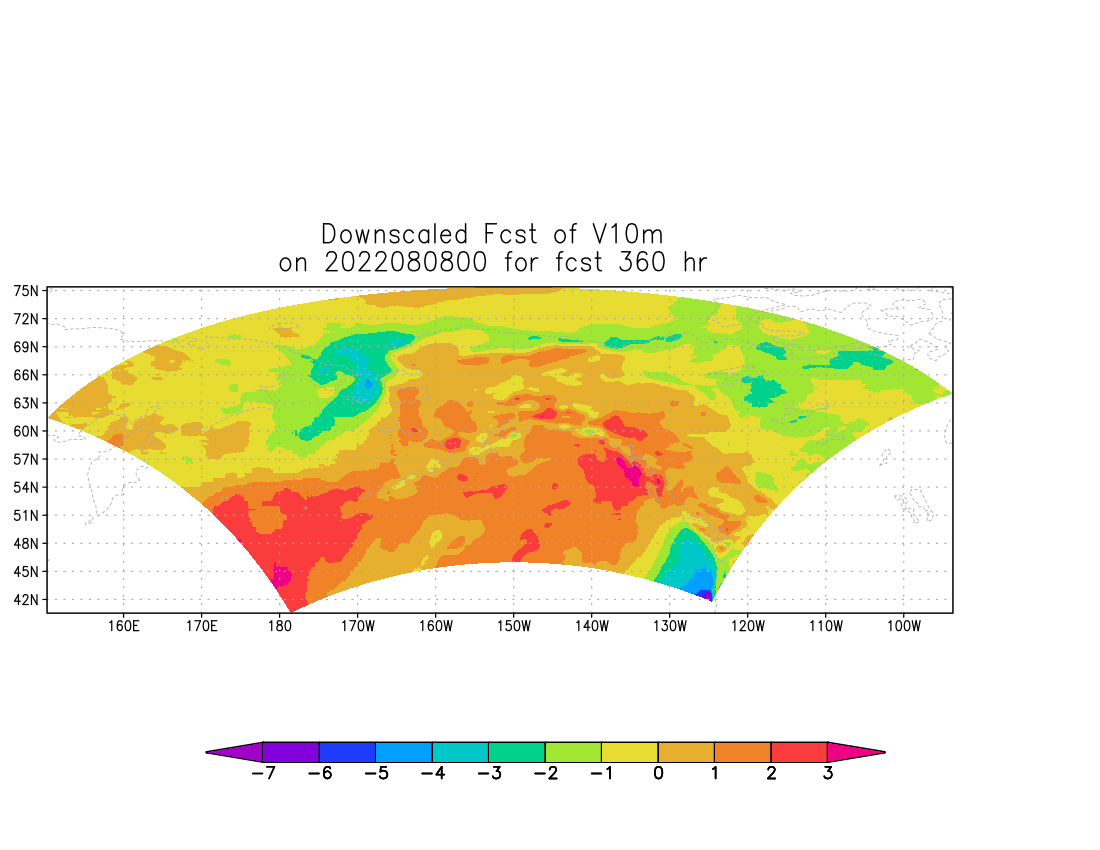 Downscaled Fcst of V10m
on 2022080800 for fcst 360 hr
75N
72N
69N
66N
63N
60N
57N
54N
51N
48N
45N
42N
160E 170E 180 170W 160W 150W 140W 130W 120W 110W 100W
−7 −6 −5 −4 −3 −2 −1 0 1 2 3